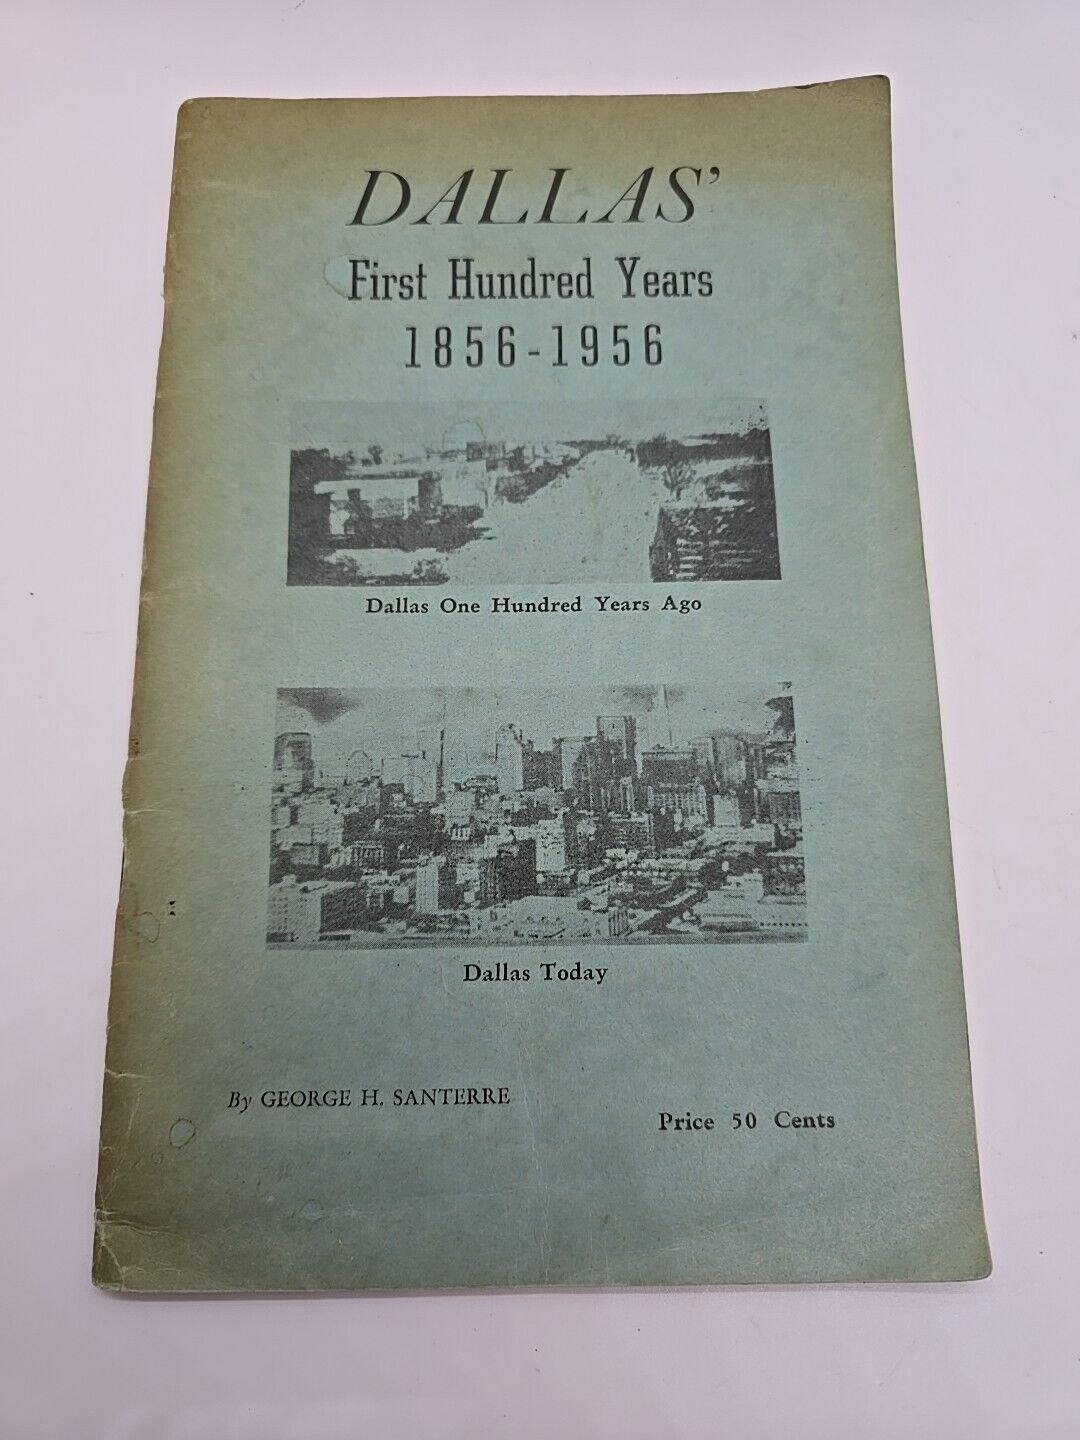 DALLAS'
First Hundred Years
1856-1956
Dallas One Hundred Years Ago
Dallas Today
By GEORGE H. SANTERRE
Price 50 Cents